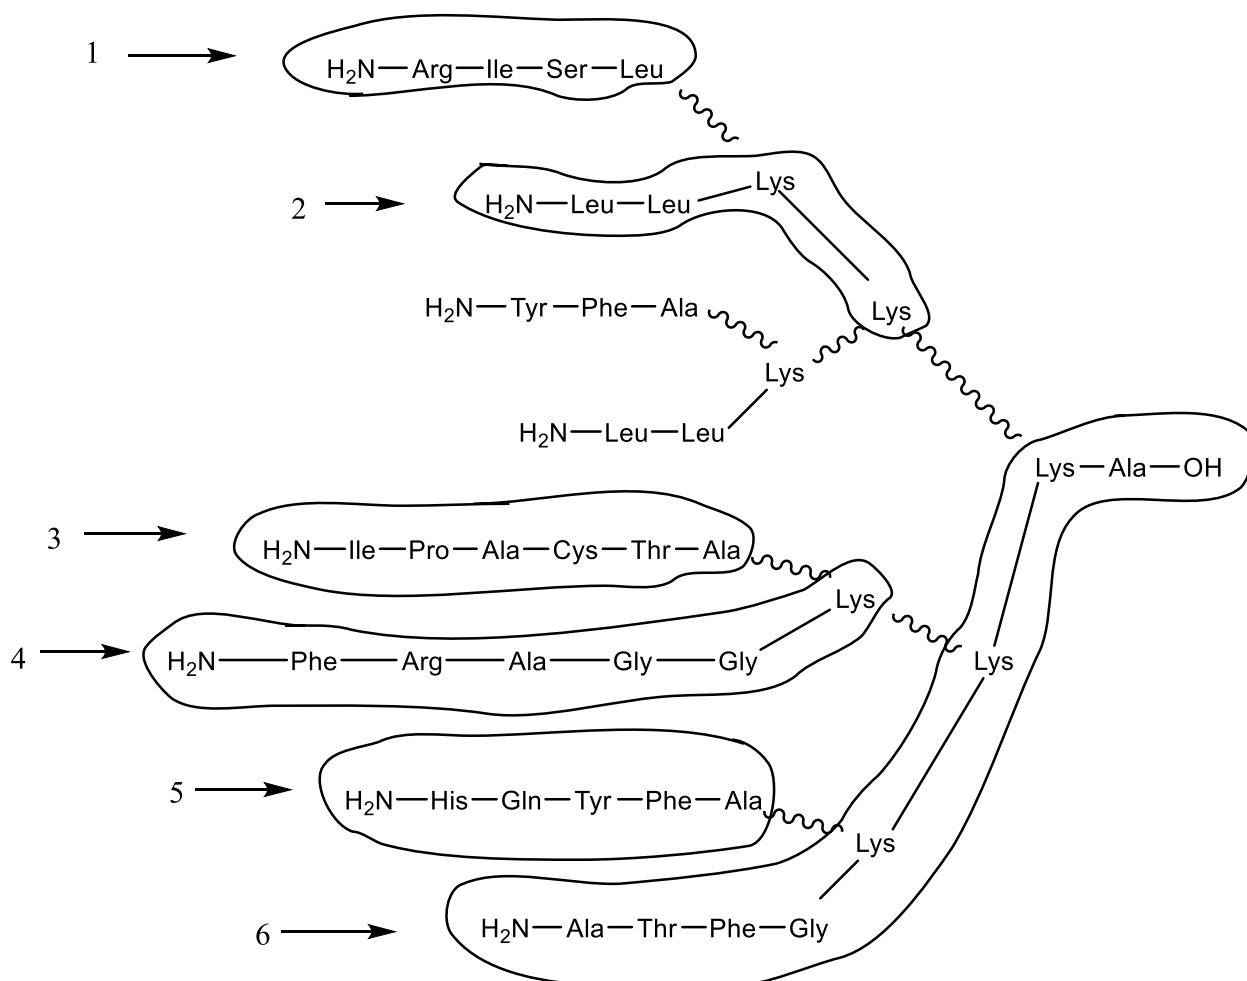 1 H₂N—Arg—Ile—Ser—Leu
Lys
2 H₂N—Leu—Leu
H₂N—Tyr—Phe—Ala
Lys
Lys
H₂N—Leu—Leu
Lys—Ala—OH
3 H₂N—Ile—Pro—Ala—Cys—Thr—Ala
Lys
4 H₂N—Phe—Arg—Ala—Gly—Gly
Lys
5 H₂N—His—Gln—Tyr—Phe—Ala
Lys
6 H₂N—Ala—Thr—Phe—Gly